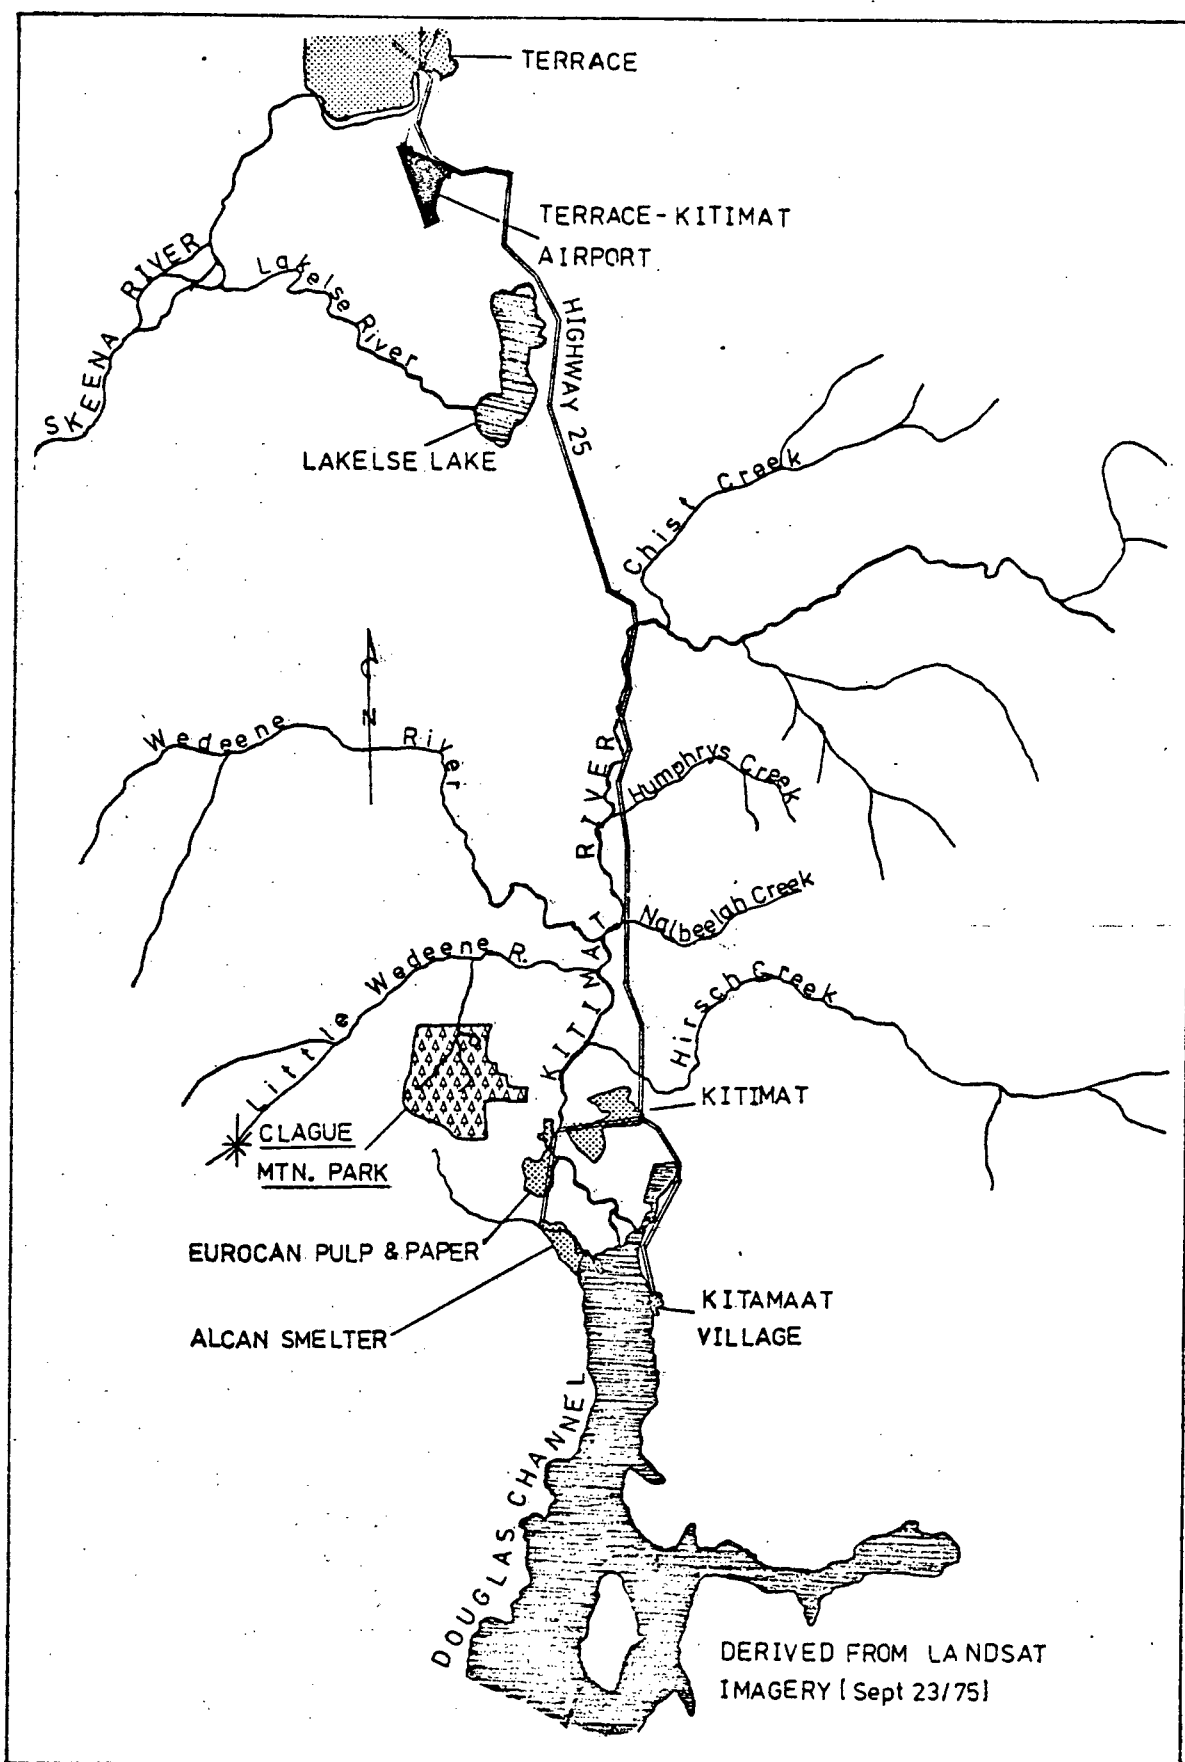 TERRACE
TERRACE-KITIMAT
AIRPORT
SKEENA RIVER
Lakelse River
HIGHWAY 25
LAKELSE LAKE
Chist Creek
N
Wedeene River
KITIMAT RIVER
Humphrys Creek
Nalbeelah Creek
Little Wedeene R.
Hirsch Creek
KITIMAT
CLAGUE
MTN. PARK
EUROCAN PULP & PAPER
KITAMAAT
VILLAGE
ALCAN SMELTER
DOUGLAS CHANNEL
DERIVED FROM LANDSAT
IMAGERY (Sept 23/75)